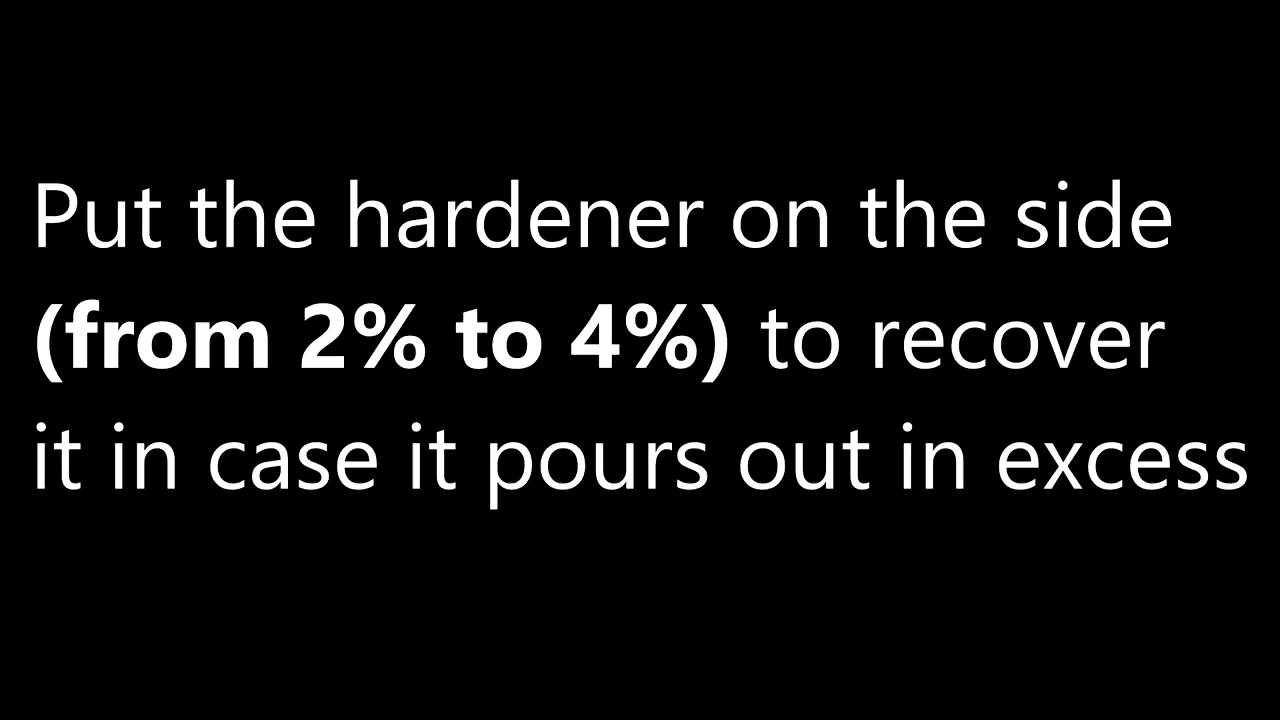 Put the hardener on the side
(from 2% to 4%) to recover
it in case it pours out in excess